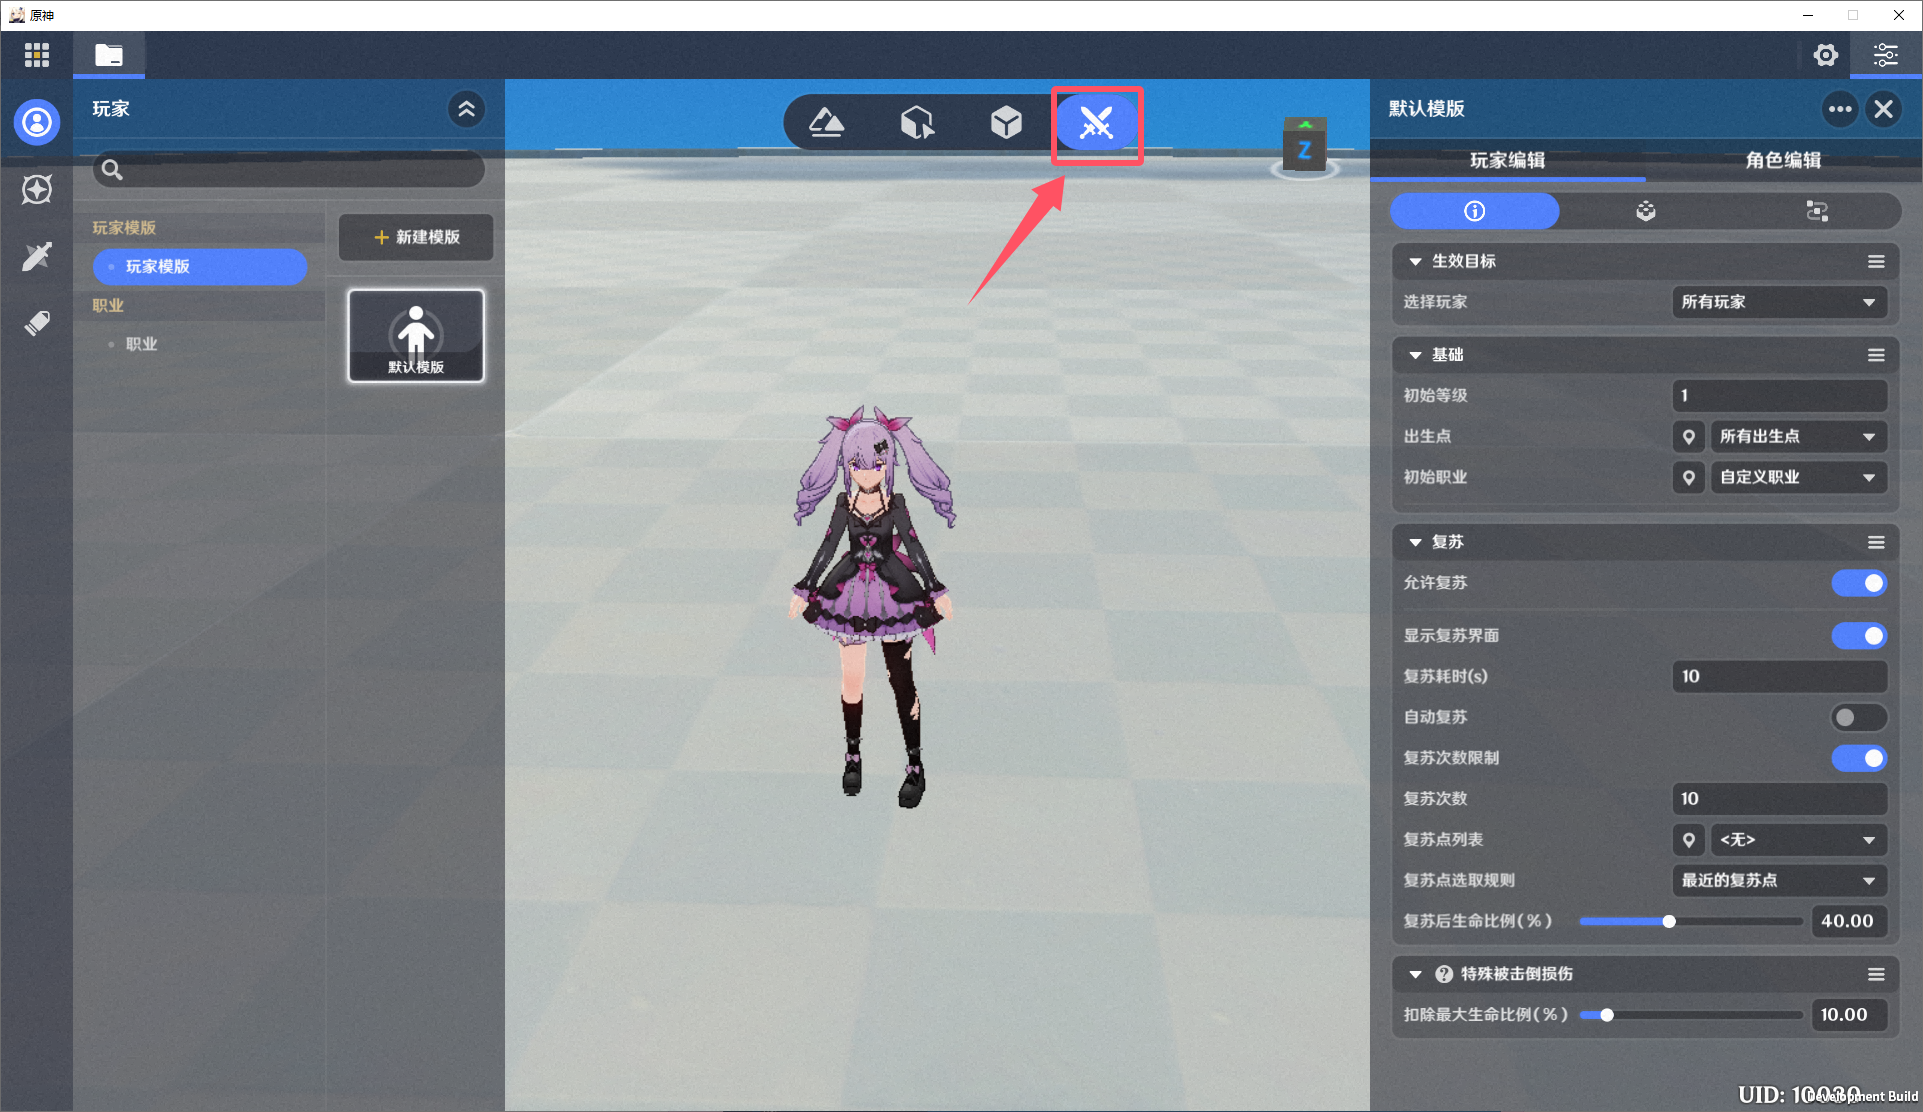 原神
玩家
玩家模版
玩家模版
职业
职业
新建模版
默认模版
Z
默认模版
玩家编辑
角色编辑
生效目标
选择玩家
所有玩家
基础
初始等级
1
出生点
所有出生点
初始职业
自定义职业
复苏
允许复苏
显示复苏界面
复苏耗时(s)
10
自动复苏
复苏次数限制
复苏次数
10
复苏点列表
<无>
复苏点选取规则
最近的复苏点
复苏后生命比例(%)
40.00
特殊被击倒损伤
扣除最大生命比例(%)
10.00
UID:
Development Build